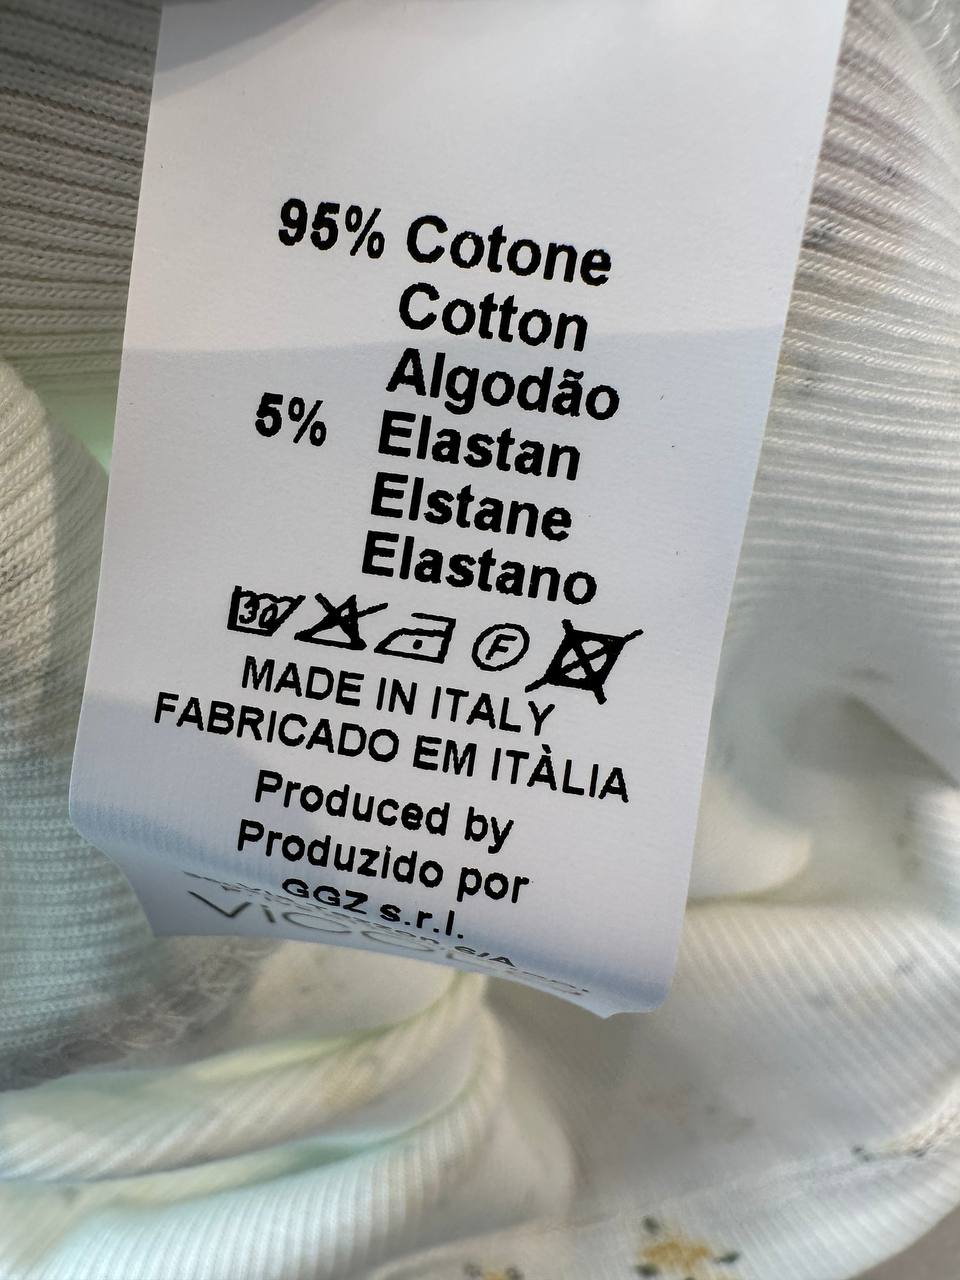 95% Cotone
Cotton
Algodão
5% Elastan
Elstane
Elastano
30
F
MADE IN ITALY
FABRICADO EM ITÀLIA
Produced by
Produzido por
GGZ s.r.l.
6/A